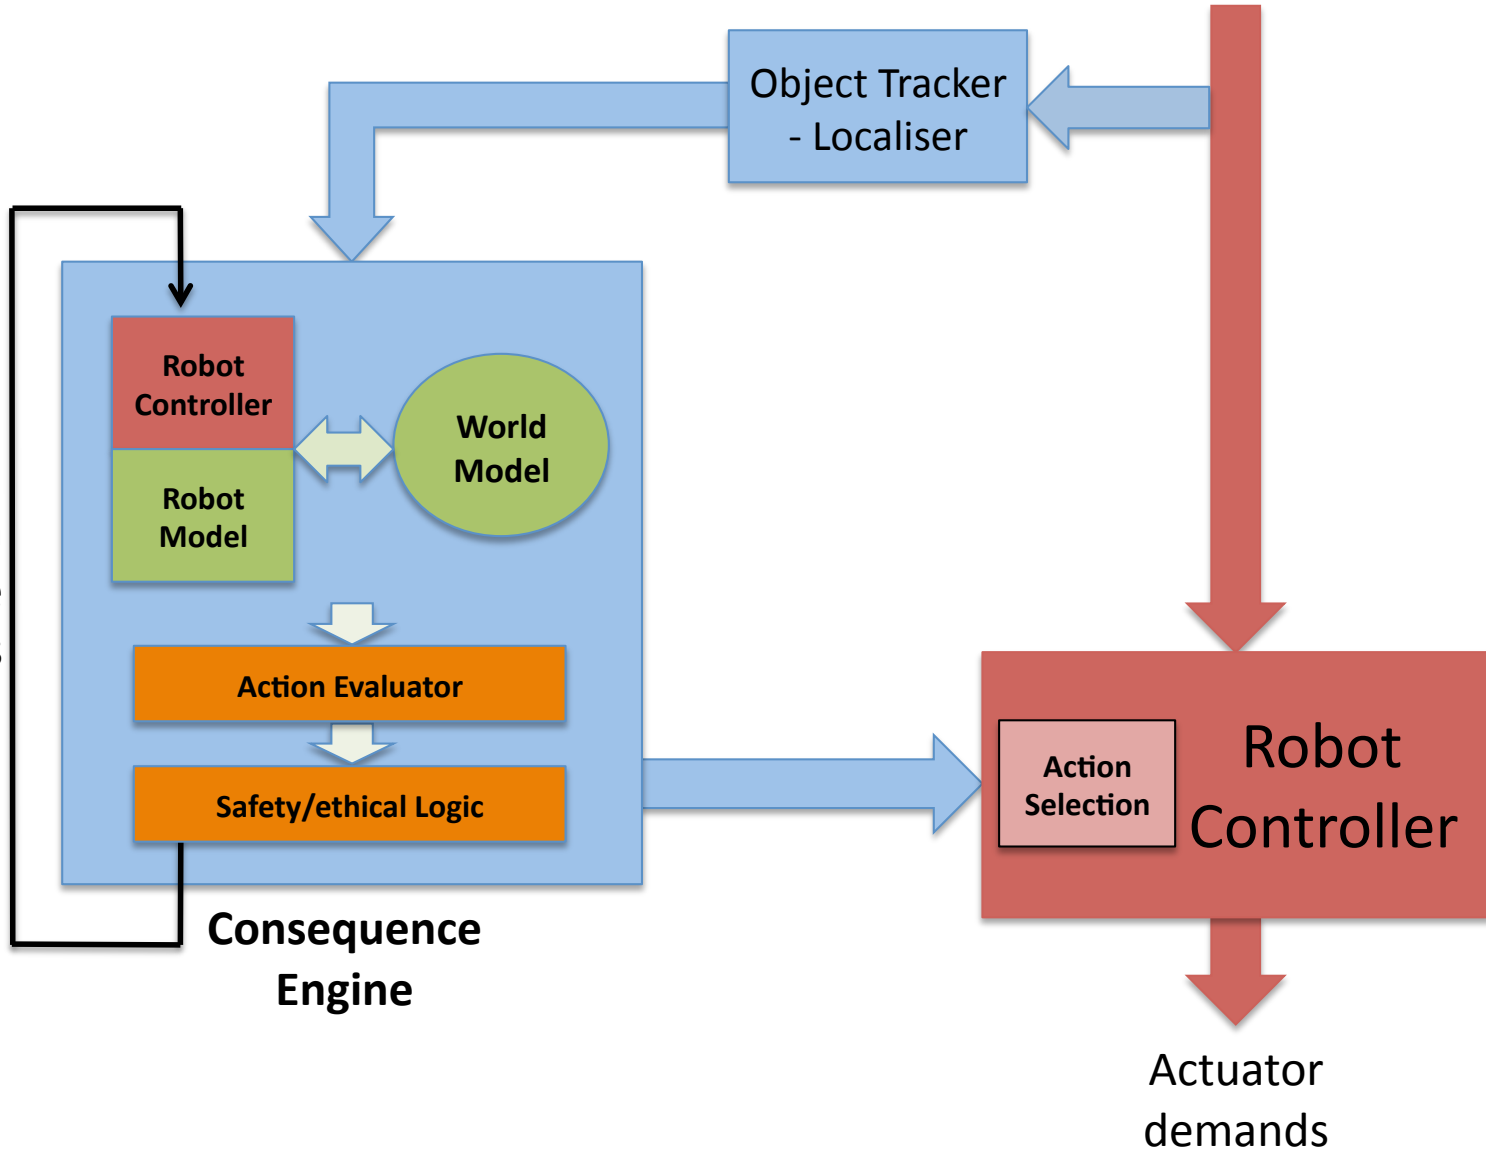 Object Tracker
- Localiser
Robot
Controller
World
Model
Robot
Model
Action Evaluator
Safety/ethical Logic
Consequence
Engine
Action
Selection
Robot
Controller
Actuator
demands